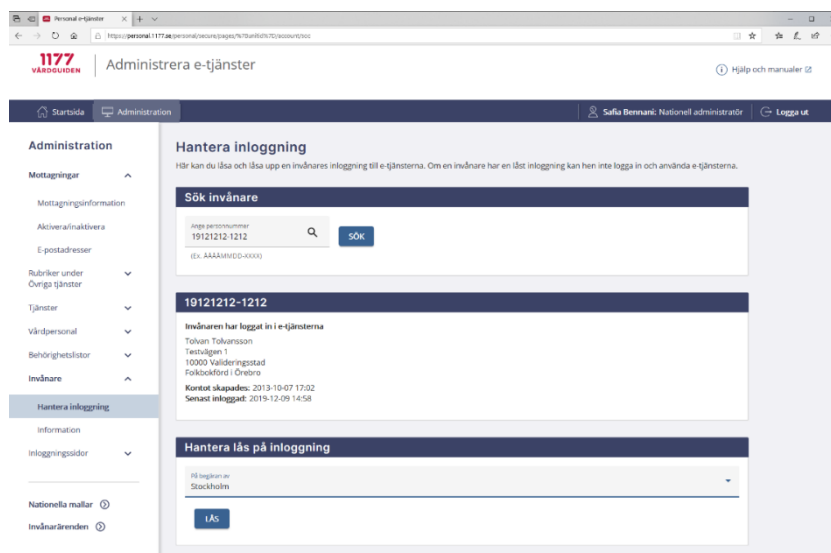 Personal e-tjänster
https://personal.1177.se/personal/secure/pages/%7Bunitid%7D/account/soc
1177
VÅRDGUIDEN
Administrera e-tjänster
Hjälp och manualer
Startsida
Administration
Safia Bennani: Nationell administratör
Logga ut
Administration
Mottagningar
Mottagningsinformation
Aktivera/inaktivera
E-postadresser
Rubriker under
Övriga tjänster
Tjänster
Vårdpersonal
Behörighetslistor
Invånare
Hantera inloggning
Information
Inloggningssidor
Nationella mallar
Invånarärenden
Hantera inloggning
Här kan du låsa och låsa upp en invånares inloggning till e-tjänsterna. Om en invånare har en låst inloggning kan hen inte logga in och använda e-tjänsterna.
Sök invånare
Ange personnummer
19121212-1212
SÖK
(Ex. ÅÅÅÅMMDD-XXXX)
19121212-1212
Invånaren har loggat in i e-tjänsterna
Tolvan Tolvansson
Testvägen 1
10000 Valideringsstad
Folkbokförd i Örebro
Kontot skapades: 2013-10-07 17:02
Senast inloggad: 2019-12-09 14:58
Hantera lås på inloggning
På begäran av
Stockholm
LÅS